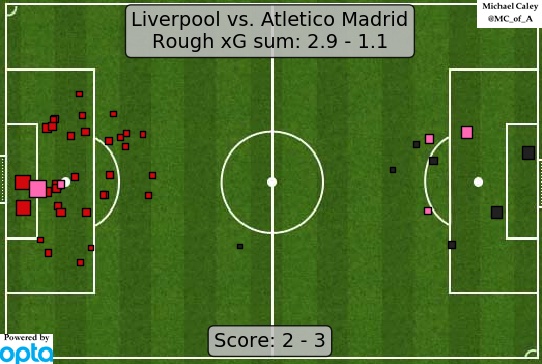 Liverpool vs. Atletico Madrid
Rough xG sum: 2.9 - 1.1
Michael Caley
@MC_of_A
Score: 2 - 3
Powered by
opta